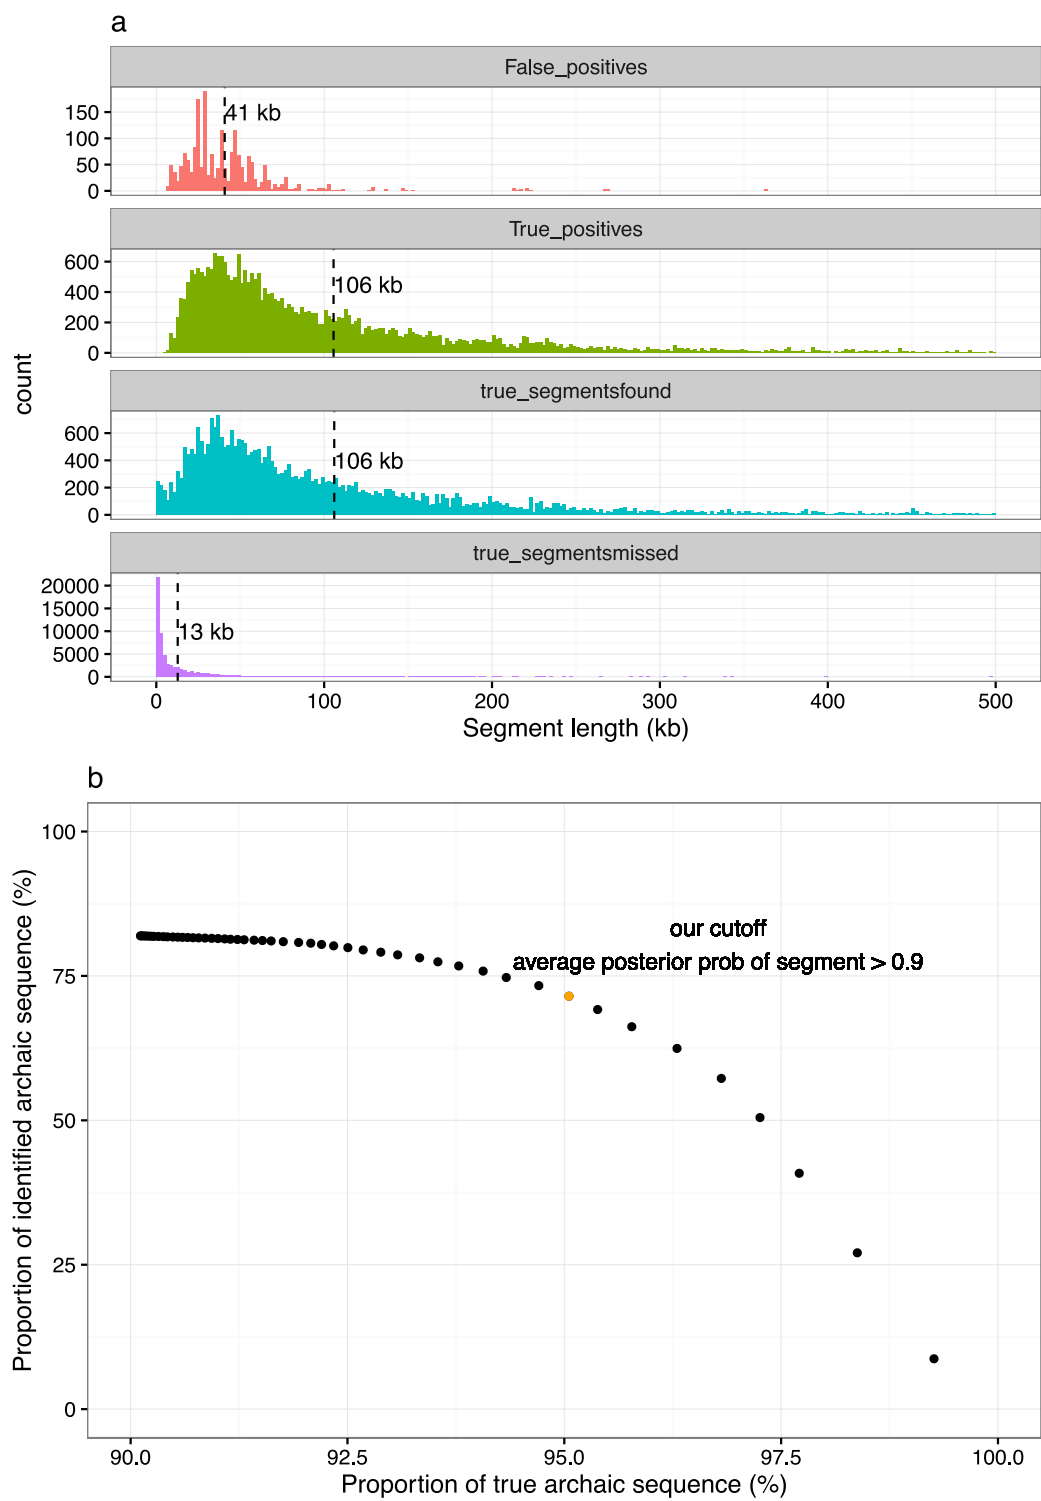 a
False_positives
150
100
50
0
41 kb
True_positives
600
400
200
0
106 kb
true_segmentsfound
600
400
200
0
106 kb
true_segmentsmissed
20000
15000
10000
5000
0
13 kb
count
0 100 200 300 400 500
Segment length (kb)
b
100
75
50
25
0
our cutoff
average posterior prob of segment > 0.9
Proportion of identified archaic sequence (%)
90.0 92.5 95.0 97.5 100.0
Proportion of true archaic sequence (%)